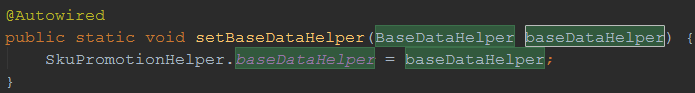 @Autowired
public static void setBaseDataHelper(BaseDataHelper baseDataHelper) {
SkuPromotionHelper.baseDataHelper = baseDataHelper;
}